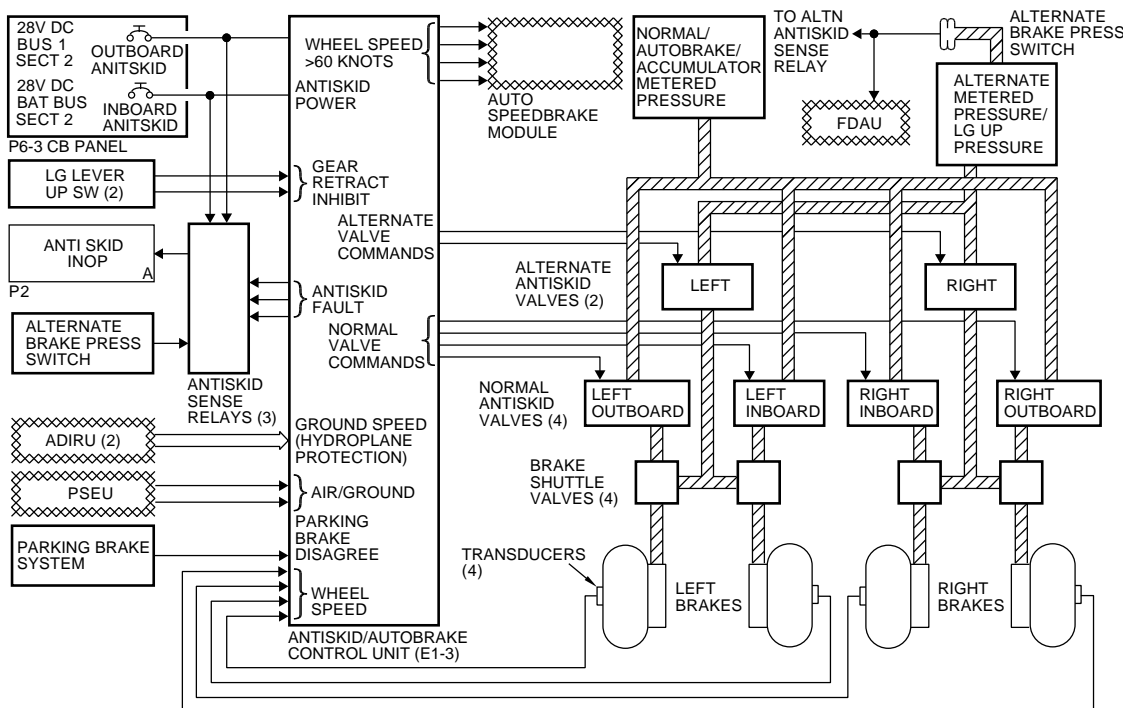 28V DC
BUS 1
SECT 2
OUTBOARD
ANITSKID
28V DC
BAT BUS
SECT 2
INBOARD
ANITSKID
P6-3 CB PANEL
LG LEVER
UP SW (2)
ANTI SKID
INOP
A
P2
ALTERNATE
BRAKE PRESS
SWITCH
ANTISKID
SENSE
RELAYS (3)
ADIRU (2)
PSEU
PARKING BRAKE
SYSTEM
WHEEL SPEED
>60 KNOTS
ANTISKID
POWER
GEAR
RETRACT
INHIBIT
ALTERNATE
VALVE
COMMANDS
ANTISKID
FAULT
NORMAL
VALVE
COMMANDS
GROUND SPEED
(HYDROPLANE
PROTECTION)
AIR/GROUND
PARKING
BRAKE
DISAGREE
WHEEL
SPEED
ANTISKID/AUTOBRAKE
CONTROL UNIT (E1-3)
AUTO
SPEEDBRAKE
MODULE
NORMAL/
AUTOBRAKE/
ACCUMULATOR
METERED
PRESSURE
TO ALTN
ANTISKID
SENSE
RELAY
FDAU
ALTERNATE
BRAKE PRESS
SWITCH
ALTERNATE
METERED
PRESSURE/
LG UP
PRESSURE
ALTERNATE
ANTISKID
VALVES (2)
LEFT
RIGHT
NORMAL
ANTISKID
VALVES (4)
LEFT
OUTBOARD
LEFT
INBOARD
RIGHT
INBOARD
RIGHT
OUTBOARD
BRAKE
SHUTTLE
VALVES (4)
TRANSDUCERS
(4)
LEFT
BRAKES
RIGHT
BRAKES